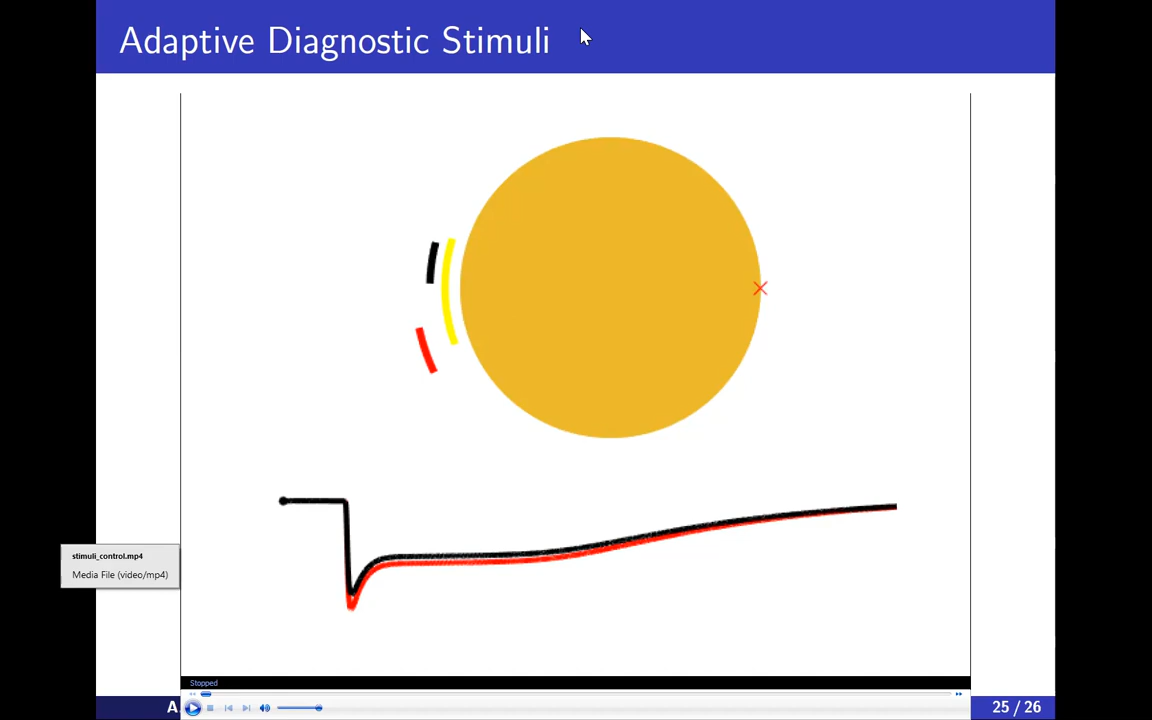 Adaptive Diagnostic Stimuli
stimuli_control.mp4
Media File (video/mp4)
Stopped
A.
25 / 26